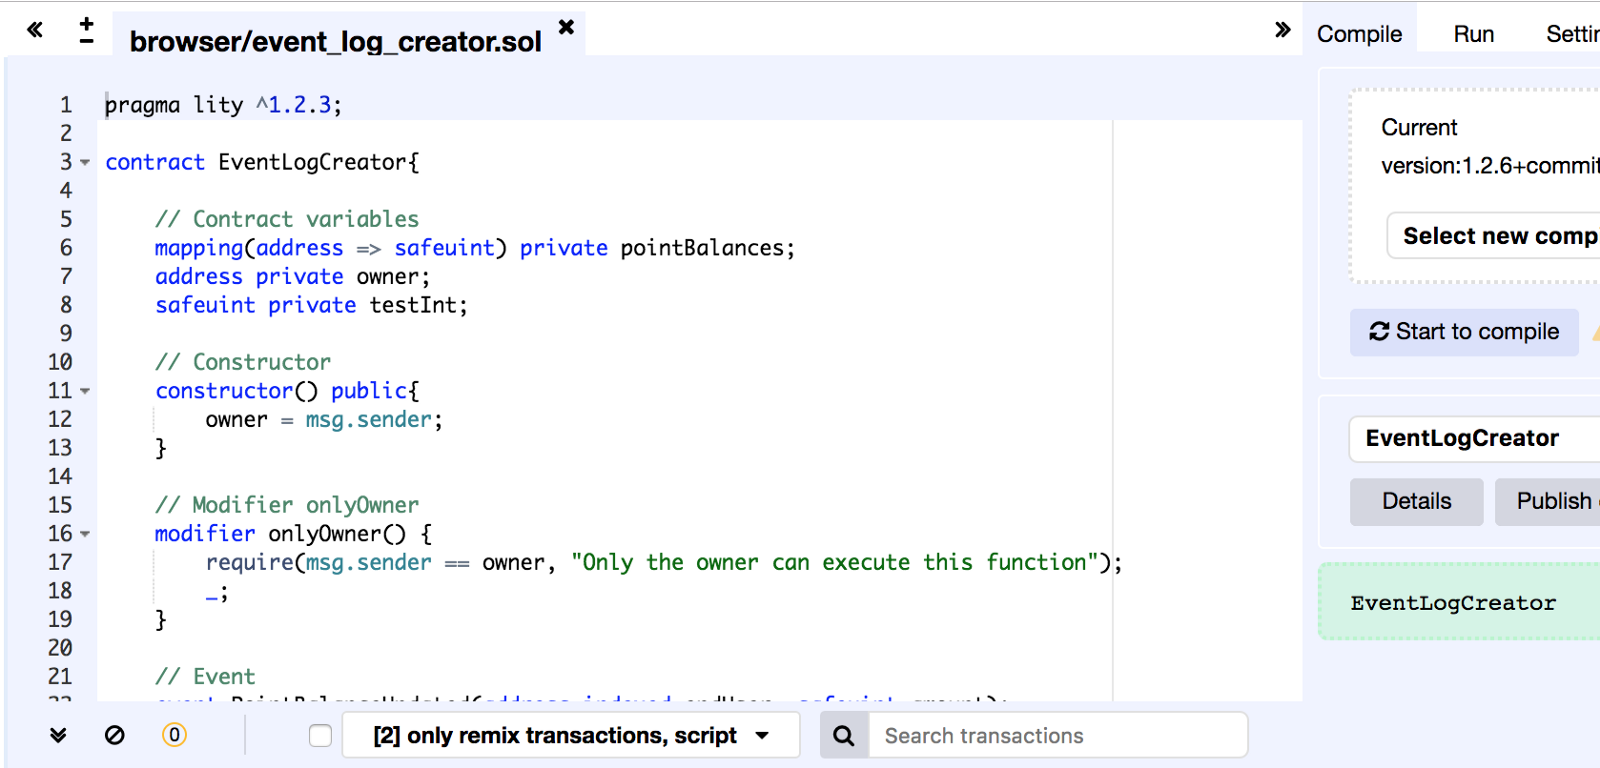 browser/event_log_creator.sol
Compile Run
1 pragma lity ^1.2.3;
2
3 contract EventLogCreator{
4
5 // Contract variables
6 mapping(address => safeuint) private pointBalances;
7 address private owner;
8 safeuint private testInt;
9
10 // Constructor
11 constructor() public{
12 owner = msg.sender;
13 }
14
15 // Modifier onlyOwner
16 modifier onlyOwner() {
17 require(msg.sender == owner, "Only the owner can execute this function");
18 _;
19 }
20
21 // Event
Current
version:1.2.6+commit
Select new
Start to compile
EventLogCreator
Details Publish
EventLogCreator
0 [2] only remix transactions, script Search transactions